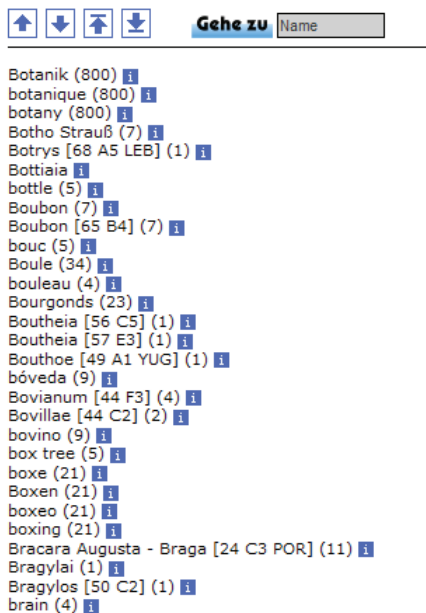 Gehe zu Name
Botanik (800) i
botanique (800) i
botany (800) i
Botho Strauß (7) i
Botrys [68 A5 LEB] (1) i
Bottiaia i
bottle (5) i
Boubon (7) i
Boubon [65 B4] (7) i
bouc (5) i
Boule (34) i
bouleau (4) i
Bourgonds (23) i
Boutheia [56 C5] (1) i
Boutheia [57 E3] (1) i
Bouthoe [49 A1 YUG] (1) i
bóveda (9) i
Bovianum [44 F3] (4) i
Bovillae [44 C2] (2) i
bovino (9) i
box tree (5) i
boxe (21) i
Boxen (21) i
boxeo (21) i
boxing (21) i
Bracara Augusta - Braga [24 C3 POR] (11) i
Bragylai (1) i
Bragylos [50 C2] (1) i
brain (4) i